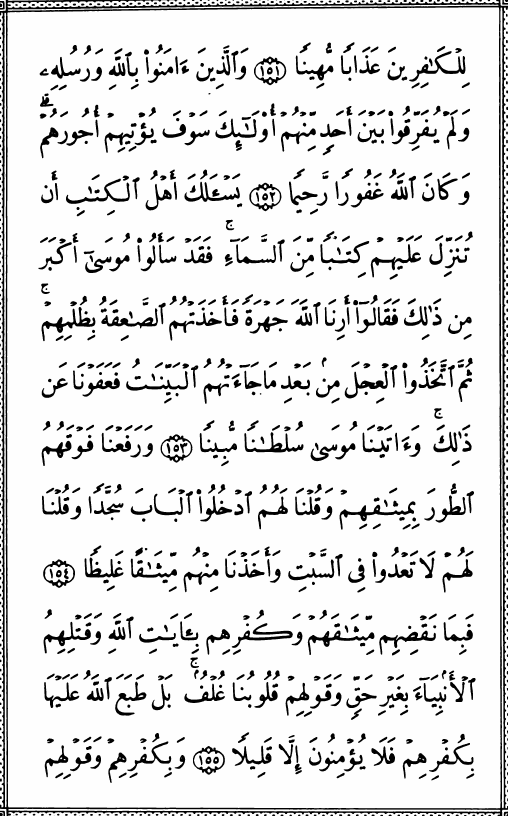 لِلْكَـٰفِرِينَ عَذَابًا مُّهِينًا ١٥١ وَٱلَّذِينَ ءَامَنُوا۟ بِٱللَّهِ وَرُسُلِهِۦ
وَلَمْ يُفَرِّقُوا۟ بَيْنَ أَحَدٍ مِّنْهُمْ أُو۟لَـٰٓئِكَ سَوْفَ يُؤْتِيهِمْ أُجُورَهُمْ ۗ
وَكَانَ ٱللَّهُ غَفُورًا رَّحِيمًا ١٥٢ يَسْـَٔلُكَ أَهْلُ ٱلْكِتَـٰبِ أَن
تُنَزِّلَ عَلَيْهِمْ كِتَـٰبًا مِّنَ ٱلسَّمَآءِ ۚ فَقَدْ سَأَلُوا۟ مُوسَىٰٓ أَكْبَرَ
مِن ذَٰلِكَ فَقَالُوٓا۟ أَرِنَا ٱللَّهَ جَهْرَةً فَأَخَذَتْهُمُ ٱلصَّـٰعِقَةُ بِظُلْمِهِمْ ۚ
ثُمَّ ٱتَّخَذُوا۟ ٱلْعِجْلَ مِنۢ بَعْدِ مَا جَآءَتْهُمُ ٱلْبَيِّنَـٰتُ فَعَفَوْنَا عَن
ذَٰلِكَ ۚ وَءَاتَيْنَا مُوسَىٰ سُلْطَـٰنًا مُّبِينًا ١٥٣ وَرَفَعْنَا فَوْقَهُمُ
ٱلطُّورَ بِمِيثَـٰقِهِمْ وَقُلْنَا لَهُمُ ٱدْخُلُوا۟ ٱلْبَابَ سُجَّدًا وَقُلْنَا
لَهُمْ لَا تَعْدُوا۟ فِى ٱلسَّبْتِ وَأَخَذْنَا مِنْهُم مِّيثَـٰقًا غَلِيظًا ١٥٤
فَبِمَا نَقْضِهِم مِّيثَـٰقَهُمْ وَكُفْرِهِم بِـَٔايَـٰتِ ٱللَّهِ وَقَتْلِهِمُ
ٱلْأَنۢبِيَآءَ بِغَيْرِ حَقٍّ وَقَوْلِهِمْ قُلُوبُنَا غُلْفٌۢ ۚ بَلْ طَبَعَ ٱللَّهُ عَلَيْهَا
بِكُفْرِهِمْ فَلَا يُؤْمِنُونَ إِلَّا قَلِيلًا ١٥٥ وَبِكُفْرِهِمْ وَقَوْلِهِمْ